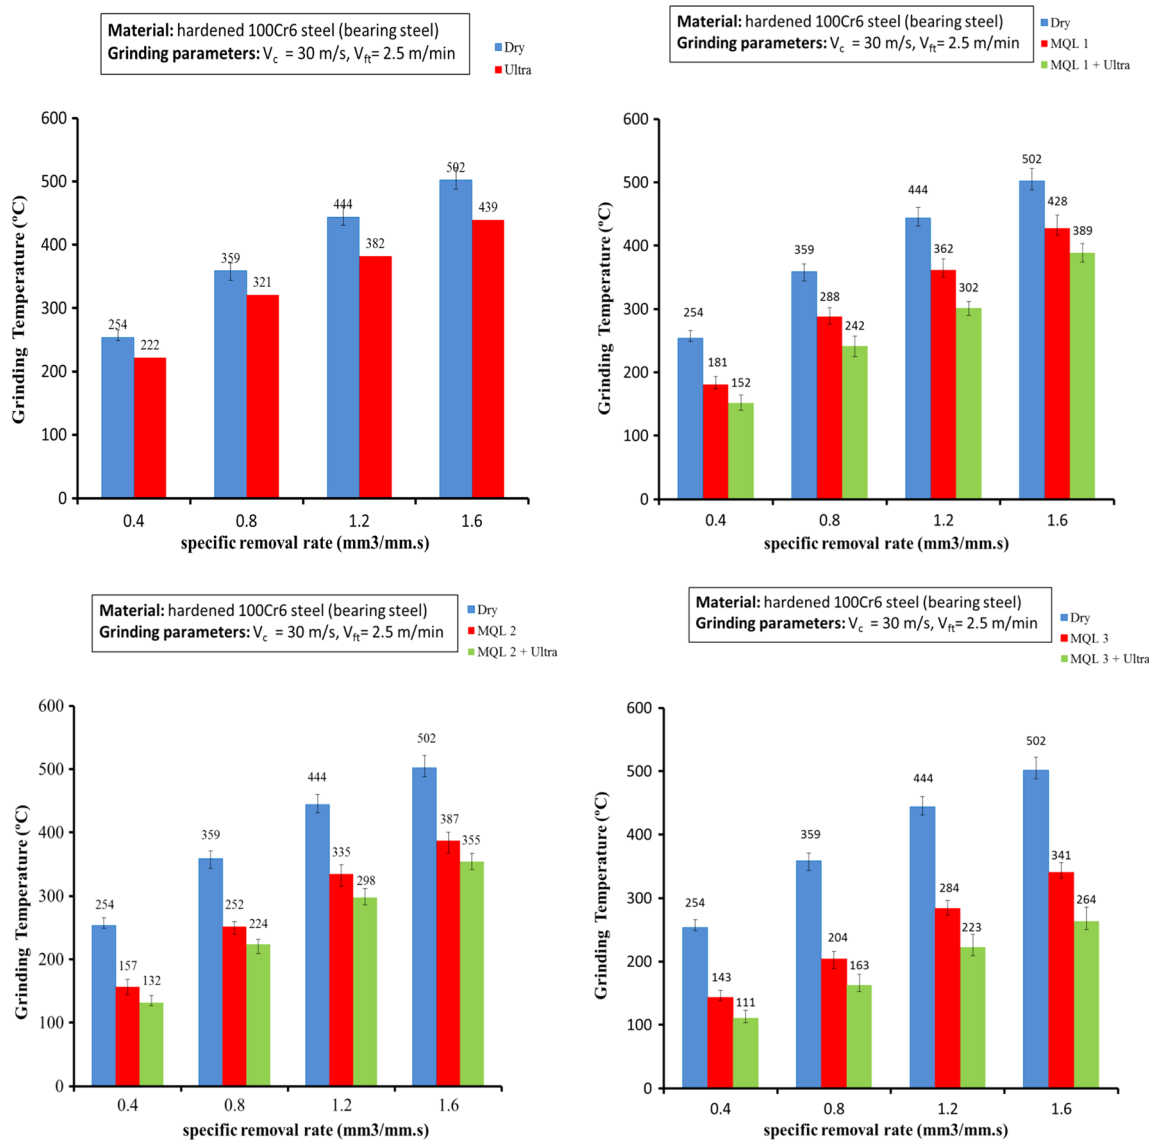 Material: hardened 100Cr6 steel (bearing steel)
Grinding parameters: Vc = 30 m/s, Vft= 2.5 m/min
Dry
Ultra
600
500
400
300
200
100
0
Grinding Temperature (ºC)
254
222
359
321
444
382
502
439
0.4 0.8 1.2 1.6
specific removal rate (mm3/mm.s)
Material: hardened 100Cr6 steel (bearing steel)
Grinding parameters: Vc = 30 m/s, Vft= 2.5 m/min
Dry
MQL 1
MQL 1 + Ultra
600
500
400
300
200
100
0
Grinding Temperature (ºC)
254
181
152
359
288
242
444
362
302
502
428
389
0.4 0.8 1.2 1.6
specific removal rate (mm3/mm.s)
Material: hardened 100Cr6 steel (bearing steel)
Grinding parameters: Vc = 30 m/s, Vft= 2.5 m/min
Dry
MQL 2
MQL 2 + Ultra
600
500
400
300
200
100
0
Grinding Temperature (ºC)
254
157
132
359
252
224
444
335
298
502
387
355
0.4 0.8 1.2 1.6
specific removal rate (mm3/mm.s)
Material: hardened 100Cr6 steel (bearing steel)
Grinding parameters: Vc = 30 m/s, Vft= 2.5 m/min
Dry
MQL 3
MQL 3 + Ultra
600
500
400
300
200
100
0
Grinding Temperature (ºC)
254
143
111
359
204
163
444
284
223
502
341
264
0.4 0.8 1.2 1.6
specific removal rate (mm3/mm.s)